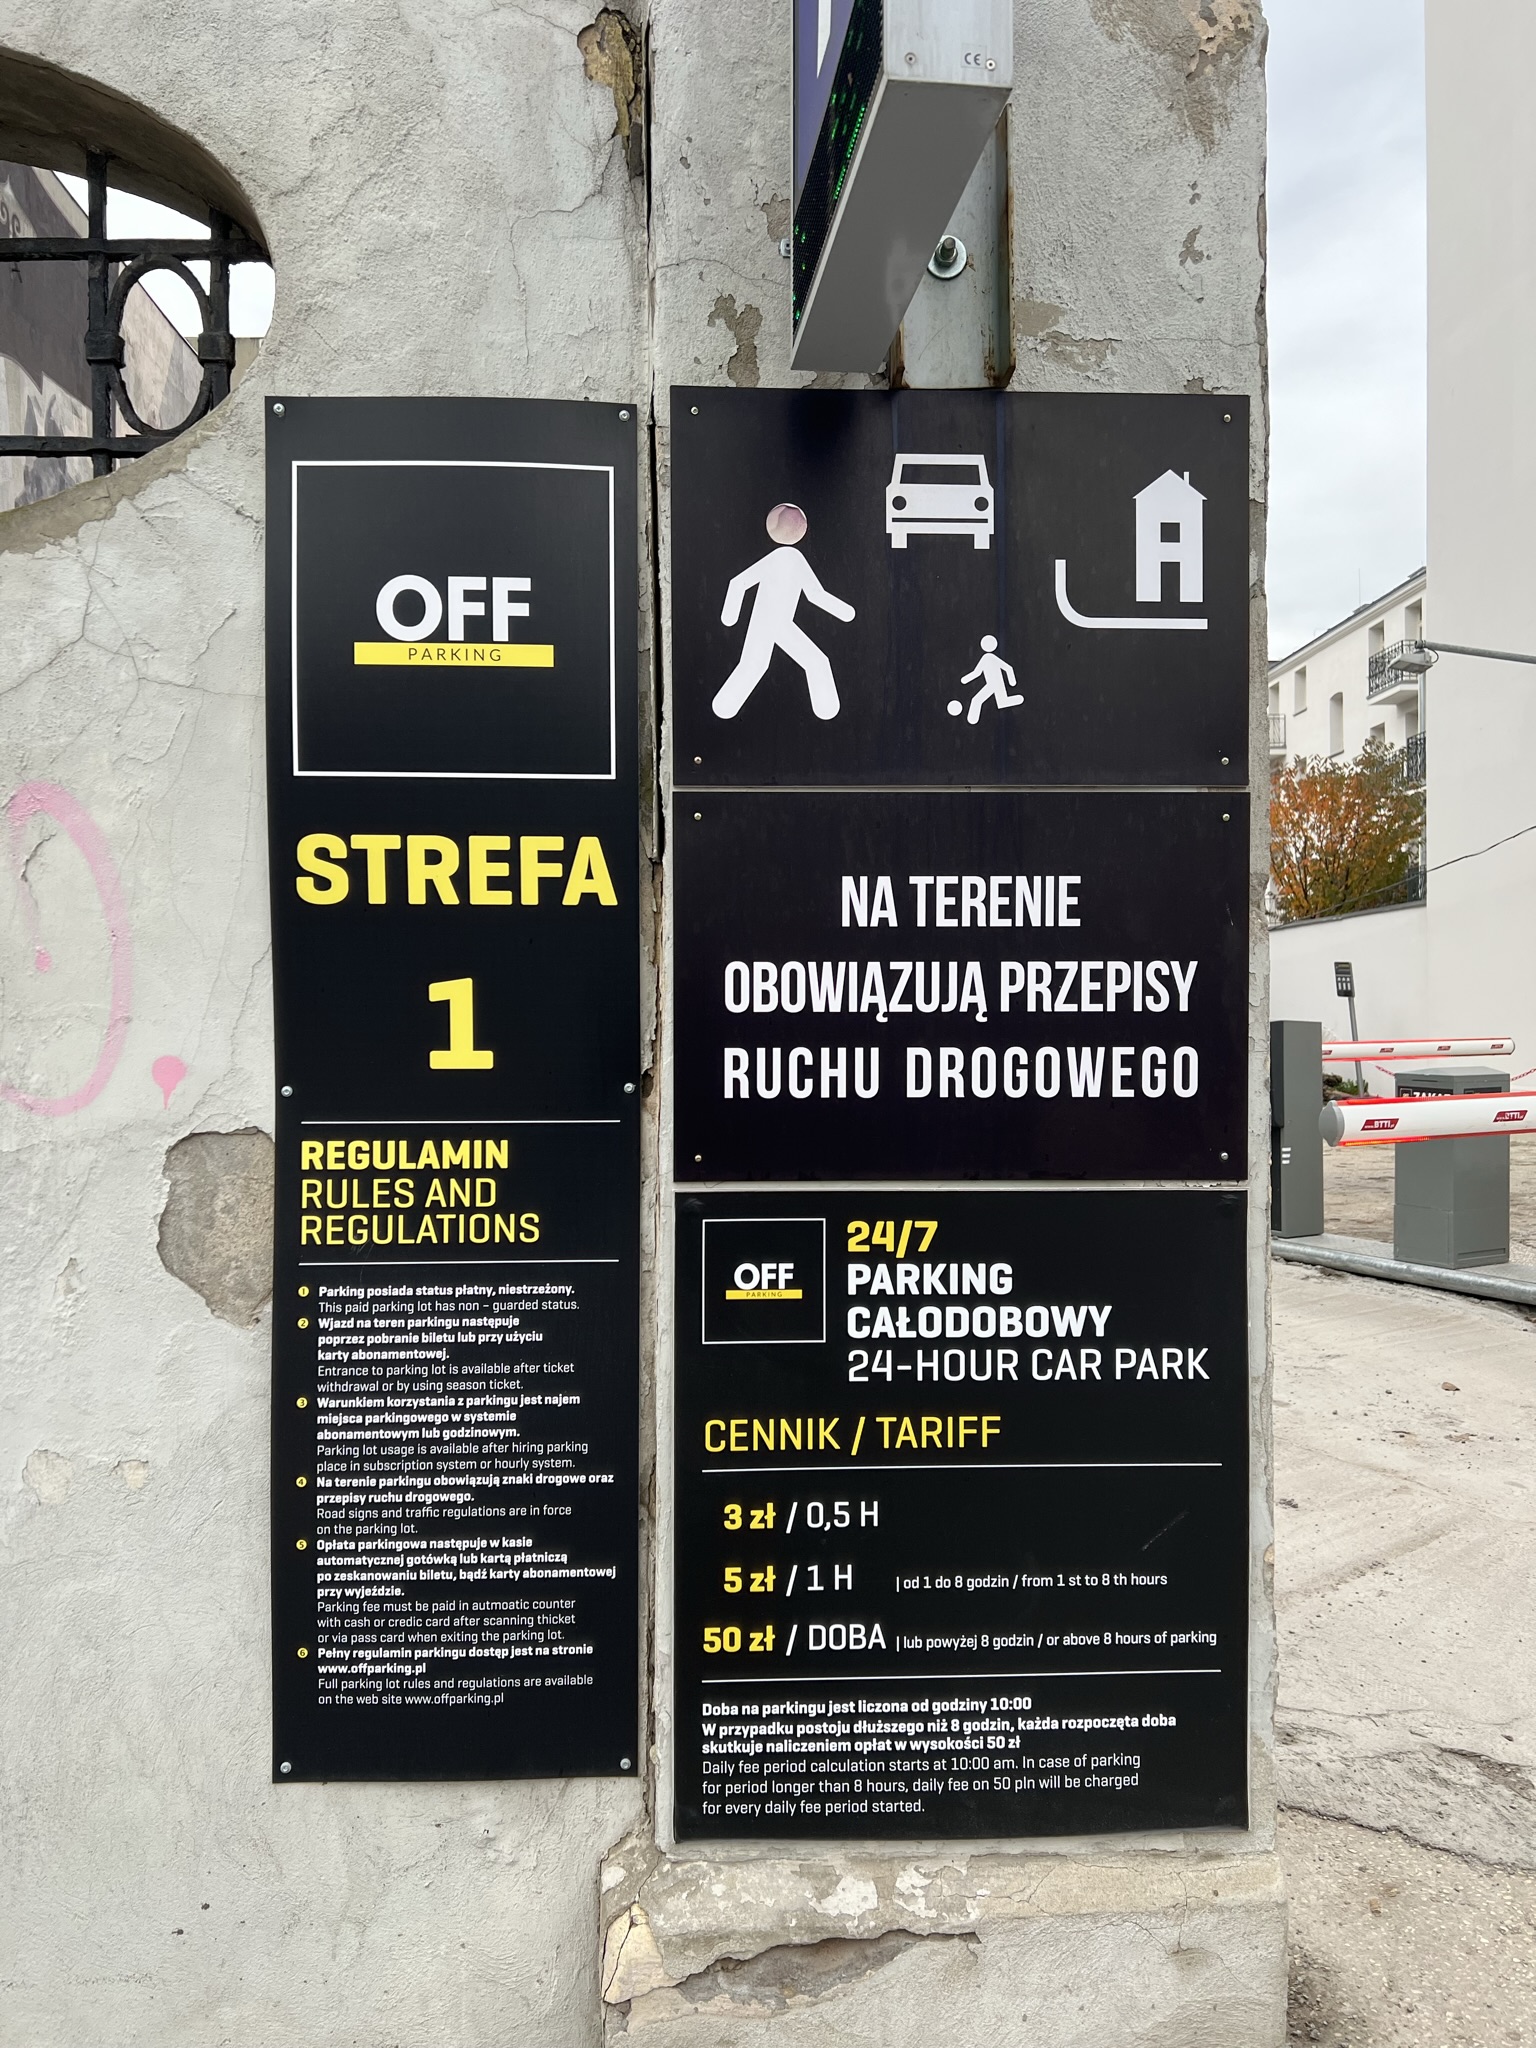 OFF
PARKING
STREFA
1
REGULAMIN
RULES AND
REGULATIONS
1 Parking posiada status płatny, niestrzeżony.
This paid parking lot has non – guarded status.
2 Wjazd na teren parkingu następuje
poprzez pobranie biletu lub przy użyciu
karty abonamentowej.
Entrance to parking lot is available after ticket
withdrawal or by using season ticket.
3 Warunkiem korzystania z parkingu jest najem
miejsca parkingowego w systemie
abonamentowym lub godzinowym.
Parking lot usage is available after hiring parking
place in subscription system or hourly system.
4 Na terenie parkingu obowiązują znaki drogowe oraz
przepisy ruchu drogowego.
Road signs and traffic regulations are in force
on the parking lot.
5 Opłata parkingowa następuje w kasie
automatycznej gotówką lub kartą płatniczą
po zeskanowaniu biletu, bądź karty abonamentowej
przy wyjeździe.
Parking fee must be paid in autmoatic counter
with cash or credic card after scanning thicket
or via pass card when exiting the parking lot.
6 Pełny regulamin parkingu dostęp jest na stronie
www.offparking.pl
Full parking lot rules and regulations are available
on the web site www.offparking.pl
CE
NA TERENIE
OBOWIĄZUJĄ PRZEPISY
RUCHU DROGOWEGO
OFF
PARKING
24/7
PARKING
CAŁODOBOWY
24-HOUR CAR PARK
CENNIK / TARIFF
3 zł / 0,5 H
5 zł / 1 H | od 1 do 8 godzin / from 1 st to 8 th hours
50 zł / DOBA | lub powyżej 8 godzin / or above 8 hours of parking
Doba na parkingu jest liczona od godziny 10:00
W przypadku postoju dłuższego niż 8 godzin, każda rozpoczęta doba
skutkuje naliczeniem opłat w wysokości 50 zł
Daily fee period calculation starts at 10:00 am. In case of parking
for period longer than 8 hours, daily fee on 50 pln will be charged
for every daily fee period started.